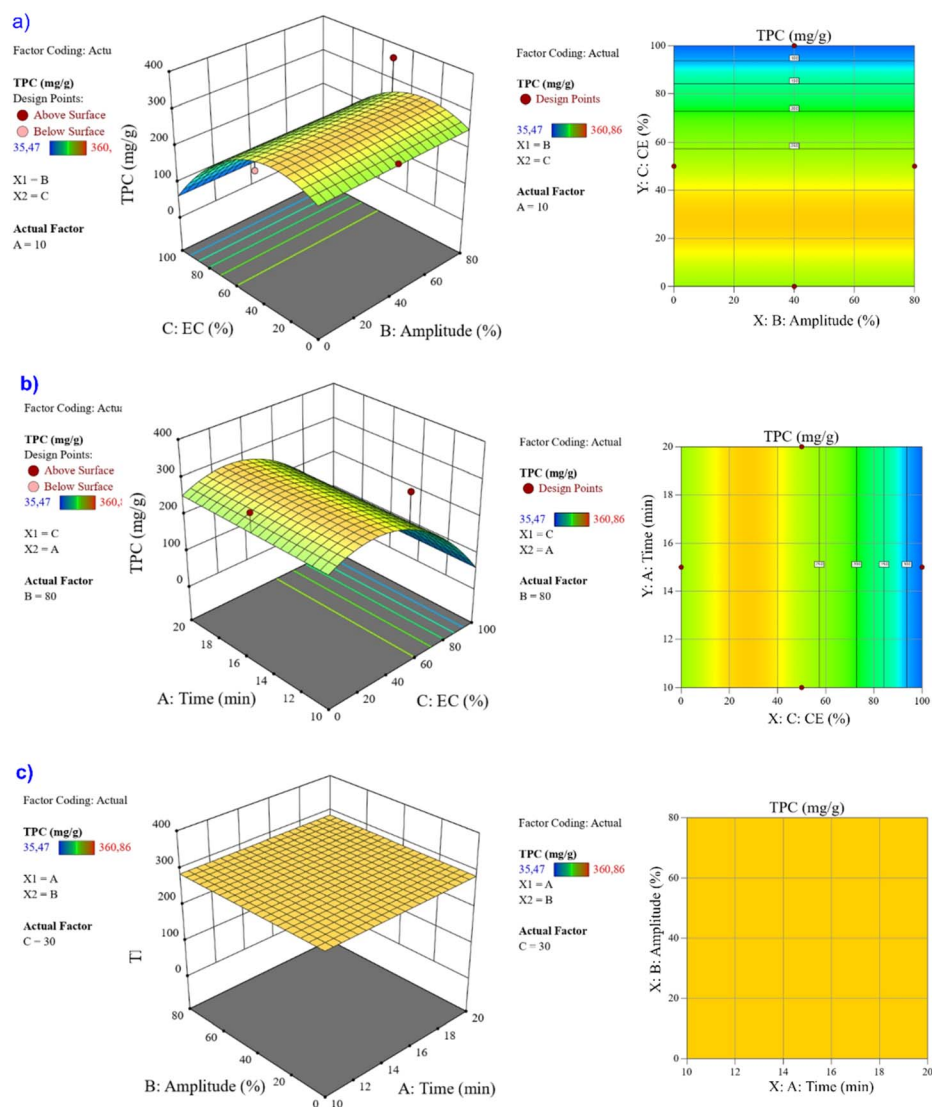 a)
Factor Coding: Actu
TPC (mg/g)
Design Points:
Above Surface
Below Surface
35,47 360,
X1 = B
X2 = C
Actual Factor
A = 10
TPC (mg/g)
400
300
200
100
0
100
80
60
40
20
0
C: EC (%)
0
20
40
60
80
B: Amplitude (%)
Factor Coding: Actual
TPC (mg/g)
Design Points
35,47 360,86
X1 = B
X2 = C
Actual Factor
A = 10
TPC (mg/g)
Y: C: CE (%)
100
80
60
40
20
0
0 20 40 60 80
X: B: Amplitude (%)
b)
Factor Coding: Actua
TPC (mg/g)
Design Points:
Above Surface
Below Surface
35,47 360,8
X1 = C
X2 = A
Actual Factor
B = 80
TPC (mg/g)
400
300
200
100
0
20
18
16
14
12
10
A: Time (min)
0
20
40
60
80
100
C: EC (%)
Factor Coding: Actual
TPC (mg/g)
Design Points
35,47 360,86
X1 = C
X2 = A
Actual Factor
B = 80
TPC (mg/g)
Y: A: Time (min)
20
18
16
14
12
10
0 20 40 60 80 100
X: C: CE (%)
c)
Factor Coding: Actual
TPC (mg/g)
35,47 360,86
X1 = A
X2 = B
Actual Factor
C = 30
400
300
200
100
0
80
60
40
20
0
B: Amplitude (%)
10
12
14
16
18
20
A: Time (min)
Factor Coding: Actual
TPC (mg/g)
35,47 360,86
X1 = A
X2 = B
Actual Factor
C = 30
TPC (mg/g)
X: B: Amplitude (%)
80
60
40
20
0
10 12 14 16 18 20
X: A: Time (min)